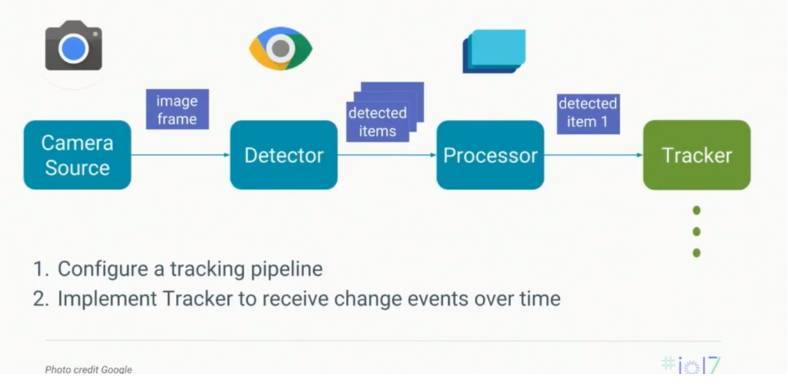 image
frame
detected
items
detected
item 1
Camera
Source
Detector
Processor
Tracker
1. Configure a tracking pipeline
2. Implement Tracker to receive change events over time
Photo credit Google
#io17